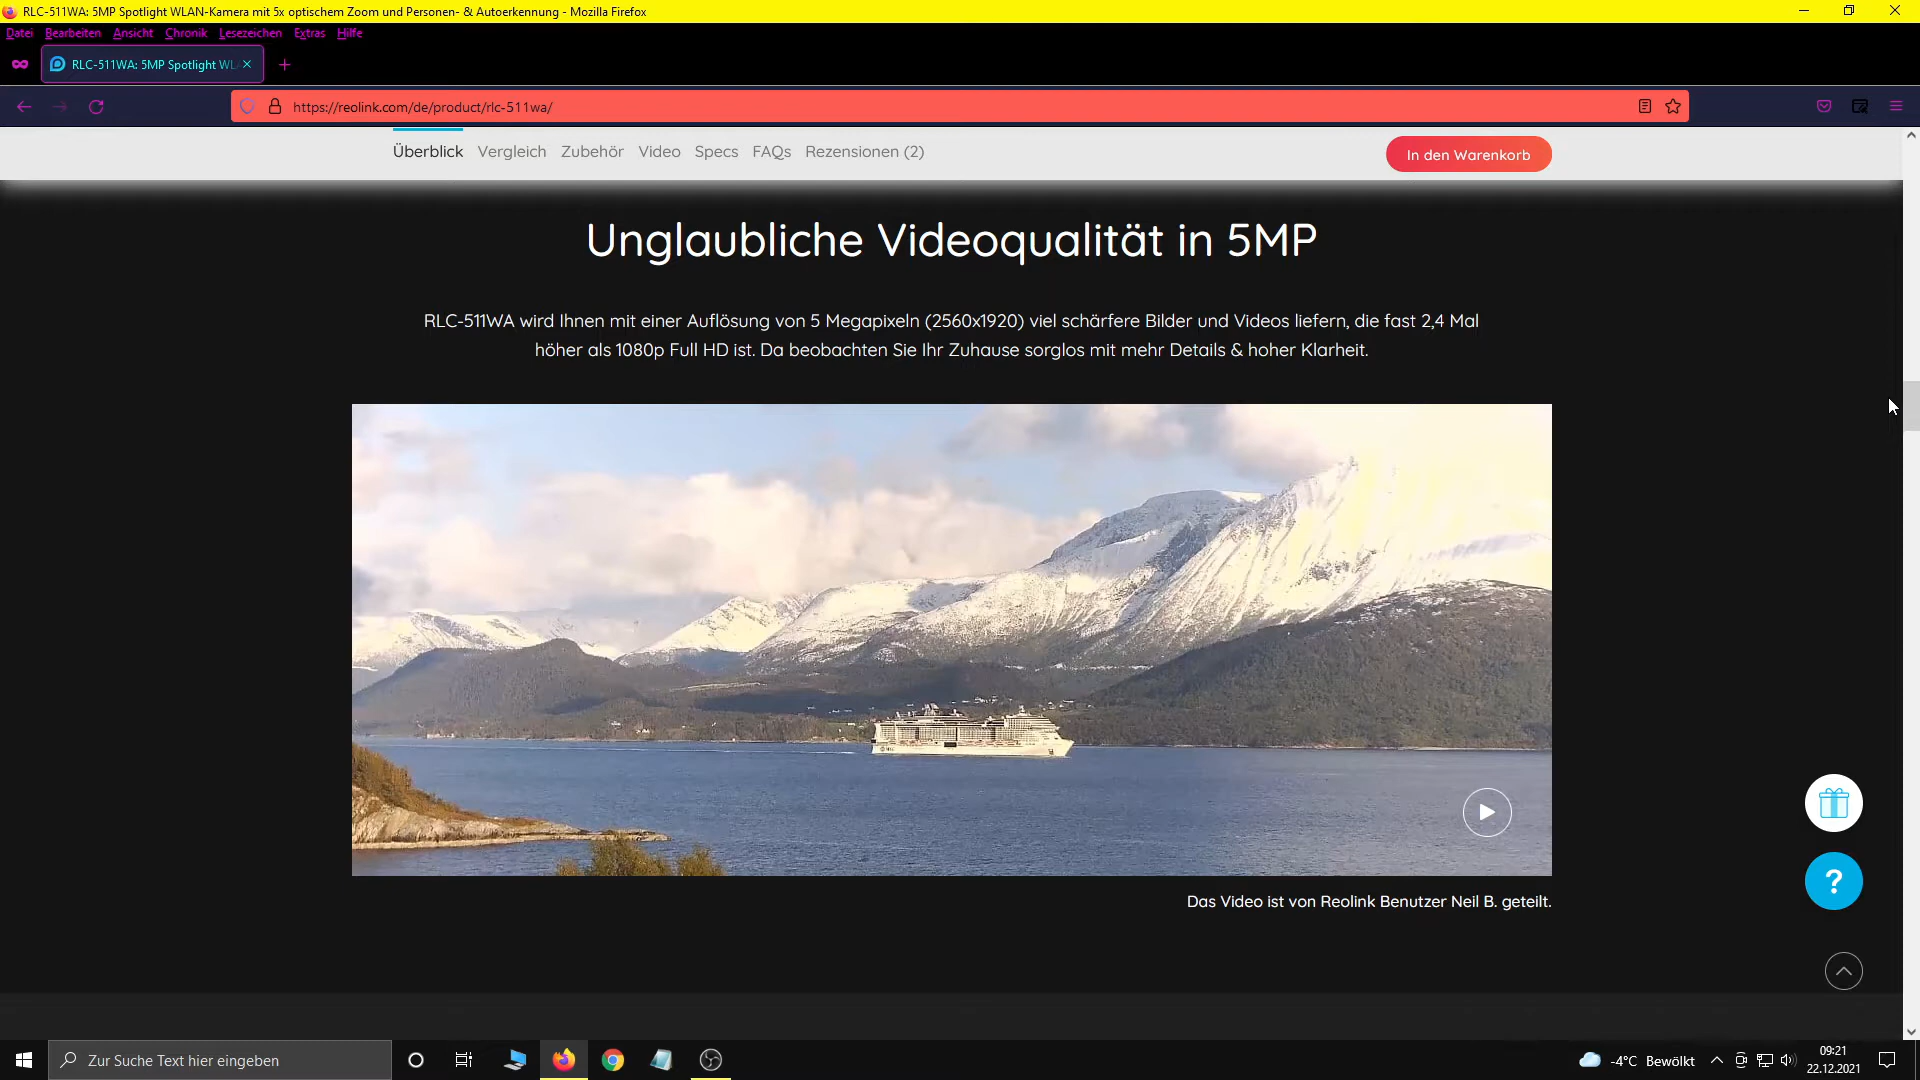 RLC-511WA: 5MP Spotlight WLAN-Kamera mit 5x optischem Zoom und Personen- & Autoerkennung - Mozilla Firefox
Datei Bearbeiten Ansicht Chronik Lesezeichen Extras Hilfe
RLC-511WA: 5MP Spotlight WL
https://reolink.com/de/product/rlc-511wa/
Überblick Vergleich Zubehör Video Specs FAQs Rezensionen (2)
In den Warenkorb
Unglaubliche Videoqualität in 5MP
RLC-511WA wird Ihnen mit einer Auflösung von 5 Megapixeln (2560x1920) viel schärfere Bilder und Videos liefern, die fast 2,4 Mal
höher als 1080p Full HD ist. Da beobachten Sie Ihr Zuhause sorglos mit mehr Details & hoher Klarheit.
?
Das Video ist von Reolink Benutzer Neil B. geteilt.
Zur Suche Text hier eingeben
-4°C Bewölkt
09:21
22.12.2021